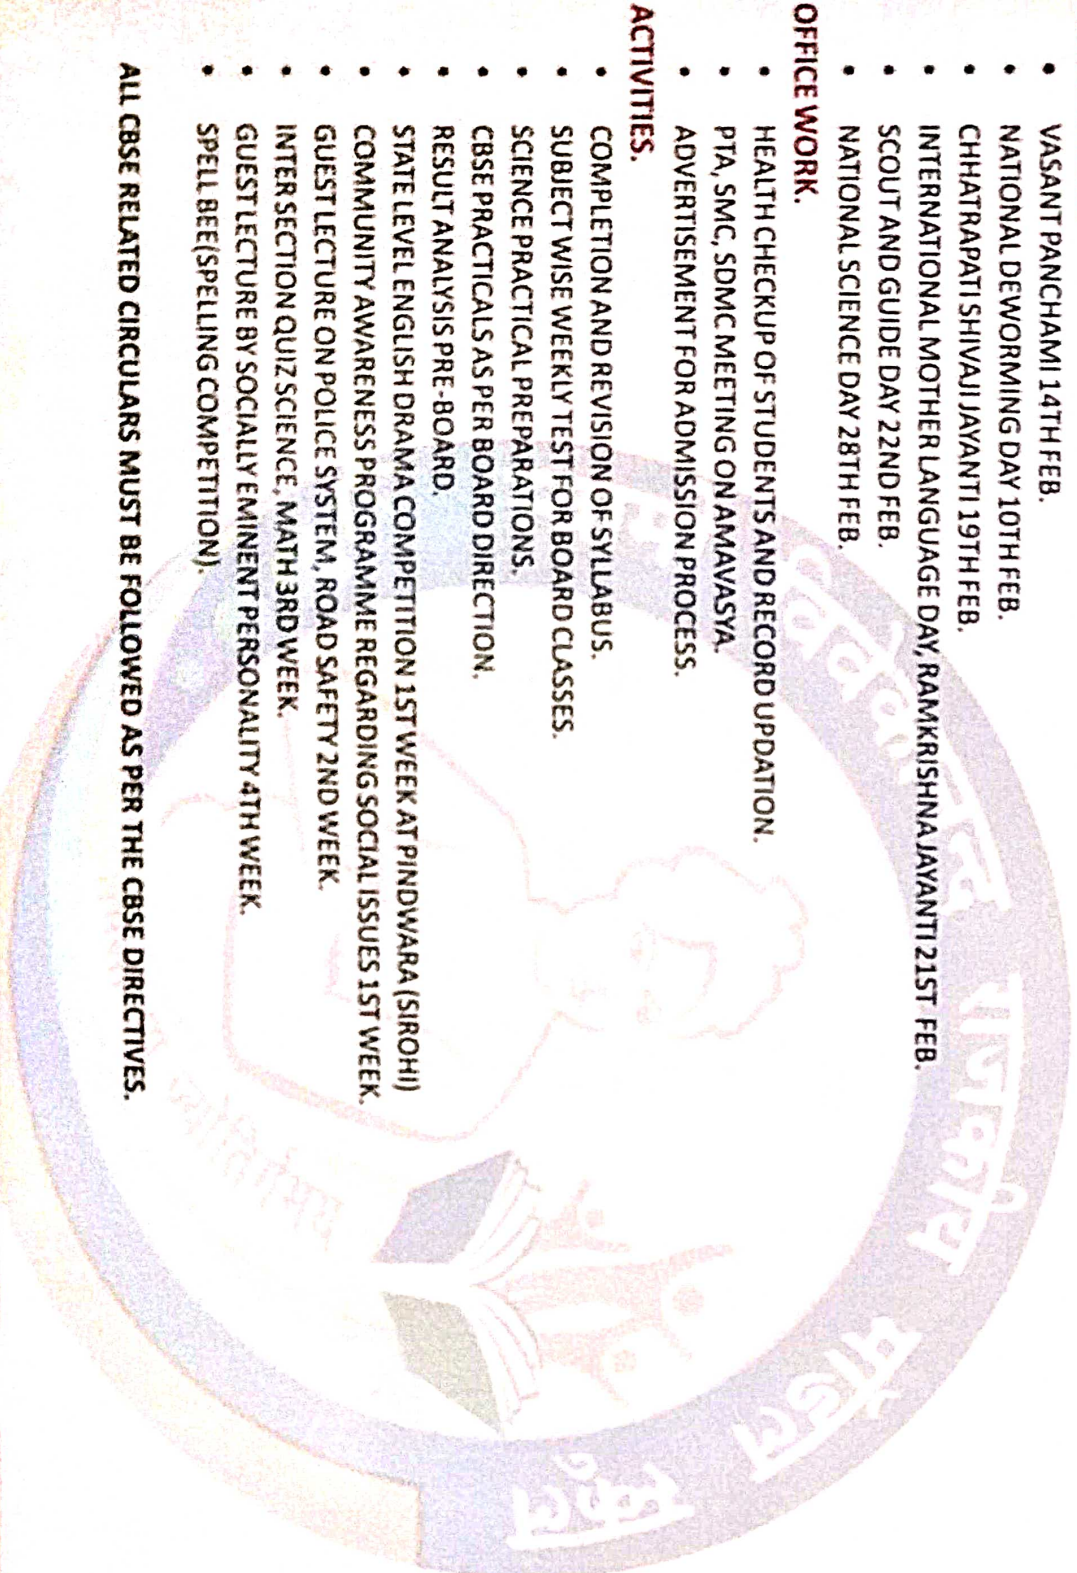 • VASANT PANCHAMI 14TH FEB.
• NATIONAL DEWORMING DAY 10TH FEB.
• CHHATRAPATI SHIVAJI JAYANTI 19TH FEB.
• INTERNATIONAL MOTHER LANGUAGE DAY, RAMKRISHNA JAYANTI 21ST FEB.
• SCOUT AND GUIDE DAY 22ND FEB.
• NATIONAL SCIENCE DAY 28TH FEB.
OFFICE WORK.
• HEALTH CHECKUP OF STUDENTS AND RECORD UPDATION.
• PTA, SMC, SDMC MEETING ON AMAVASYA.
• ADVERTISEMENT FOR ADMISSION PROCESS.
ACTIVITIES.
• COMPLETION AND REVISION OF SYLLABUS.
• SUBJECT WISE WEEKLY TEST FOR BOARD CLASSES.
• SCIENCE PRACTICAL PREPARATIONS.
• CBSE PRACTICALS AS PER BOARD DIRECTION.
• RESULT ANALYSIS PRE-BOARD.
• STATE LEVEL ENGLISH DRAMA COMPETITION 1ST WEEK AT PINDWARA (SIROHI)
• COMMUNITY AWARENESS PROGRAMME REGARDING SOCIAL ISSUES 1ST WEEK.
• GUEST LECTURE ON POLICE SYSTEM, ROAD SAFETY 2ND WEEK.
• INTER SECTION QUIZ SCIENCE, MATH 3RD WEEK.
• GUEST LECTURE BY SOCIALLY EMINENT PERSONALITY 4TH WEEK.
• SPELL BEE(SPELLING COMPETITION).
ALL CBSE RELATED CIRCULARS MUST BE FOLLOWED AS PER THE CBSE DIRECTIVES.
विवेकानन्द राजकीय मॉडल स्कूल